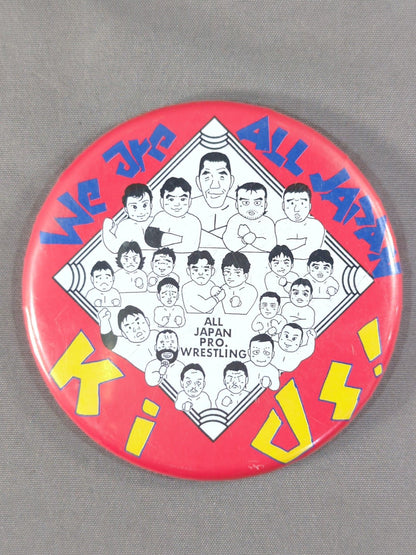 We Are ALL JAPAN
Kids!
ALL
JAPAN
PRO.
WRESTLING